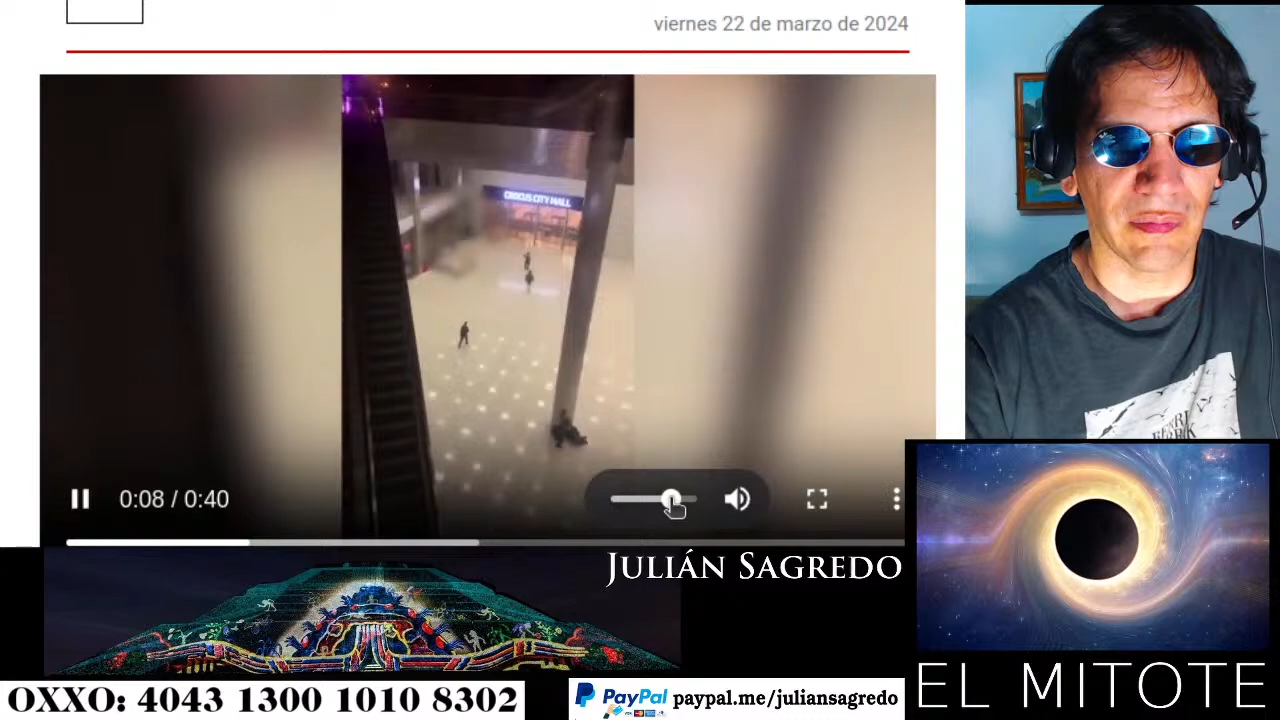 viernes 22 de marzo de 2024
CROCUS CITY HALL
0:08 / 0:40
JULIÁN SAGREDO
OXXO: 4043 1300 1010 8302
PayPal paypal.me/juliansagredo
EL MITOTE